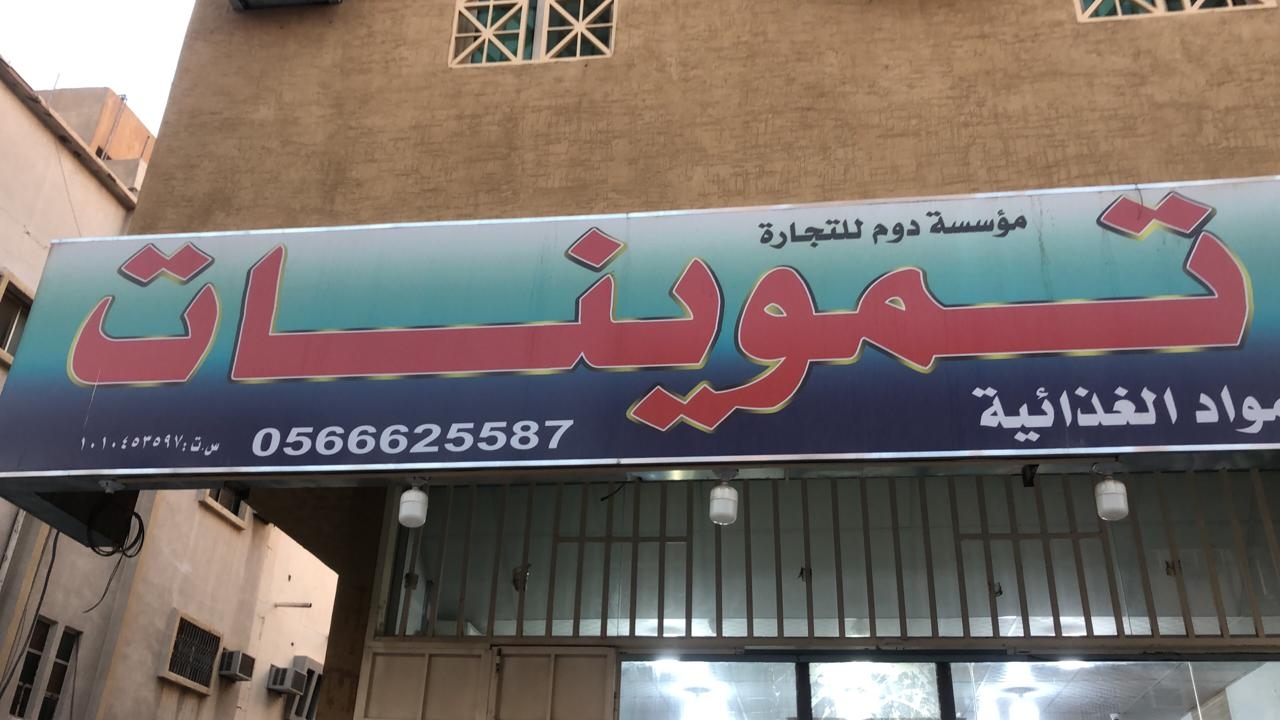 مؤسسة دوم للتجارة
تموينات
مواد الغذائية
0566625587
س.ت: ١٠١٠٤٥٣٥٩٧